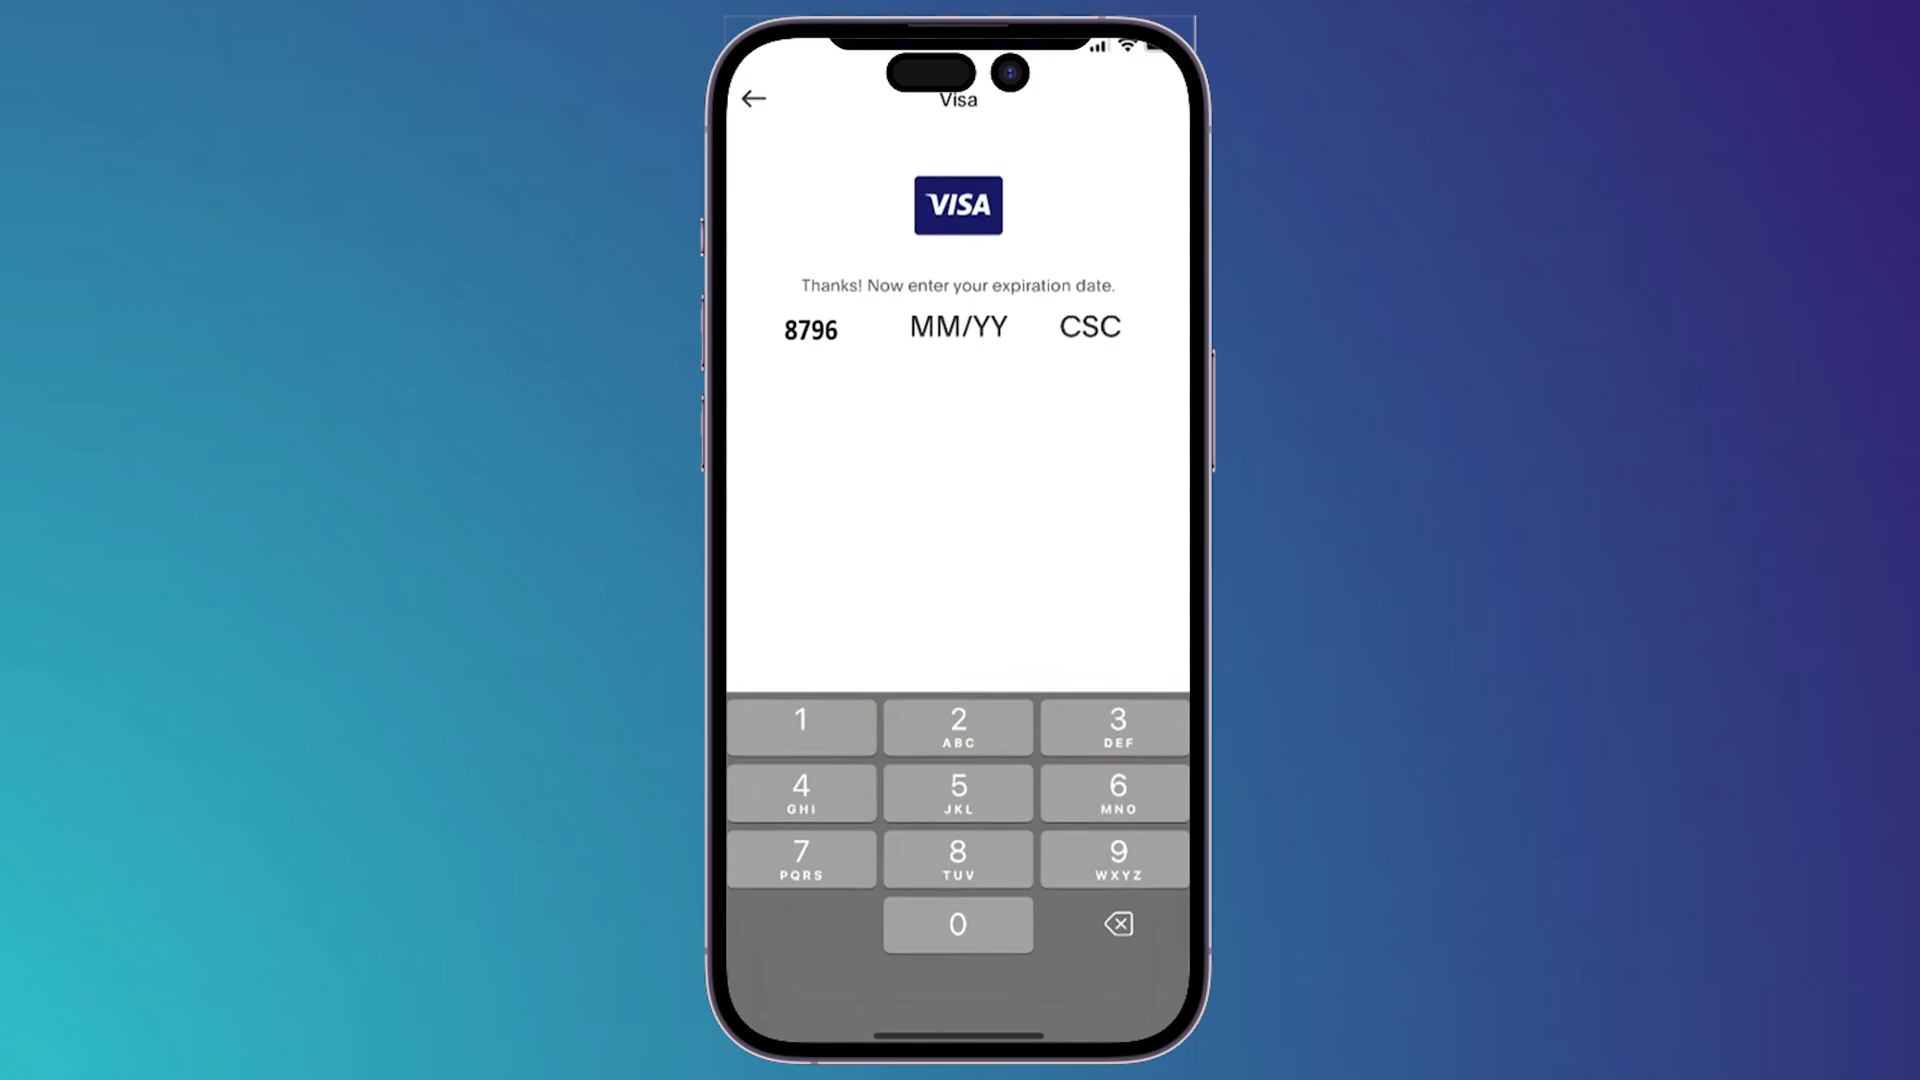 Visa
VISA
Thanks! Now enter your expiration date.
8796 MM/YY CSC
1 2 3
ABC DEF
4 5 6
GHI JKL MNO
7 8 9
PQRS TUV WXYZ
0